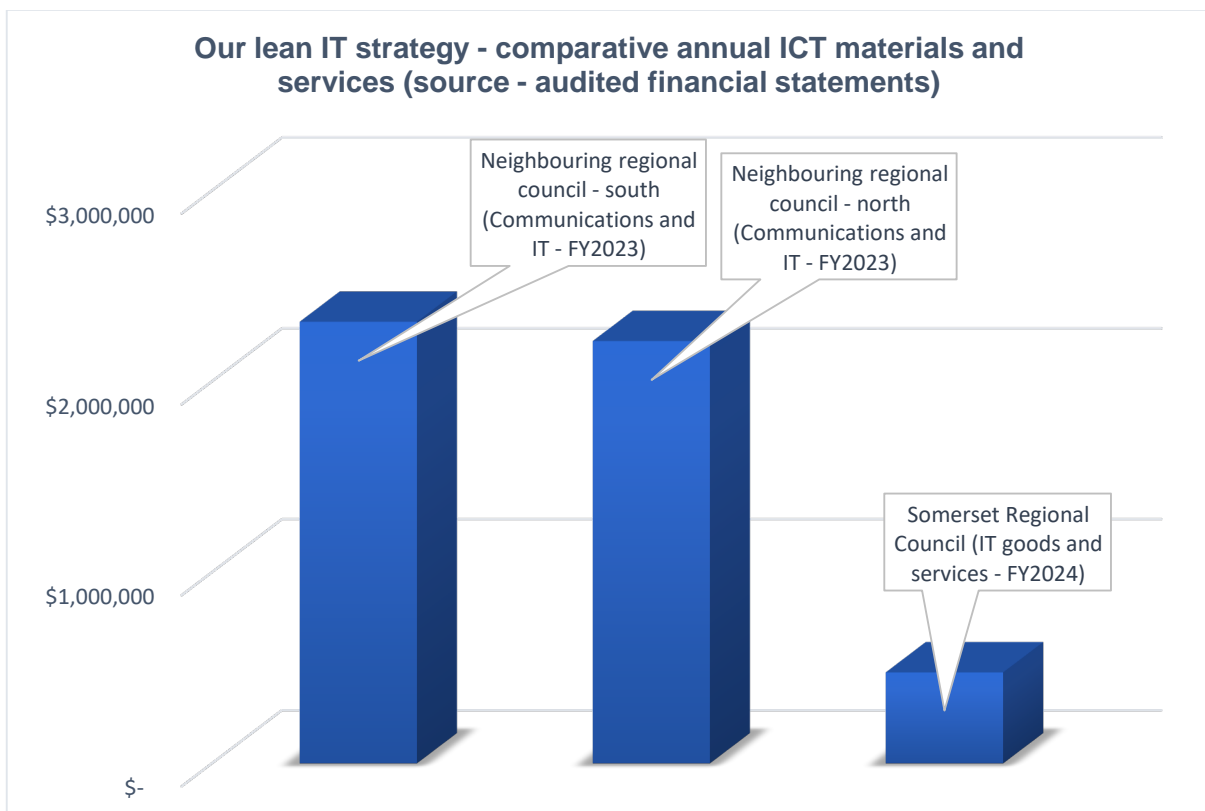 Our lean IT strategy - comparative annual ICT materials and
services (source - audited financial statements)
Neighbouring regional
council - south
(Communications and
IT - FY2023)
Neighbouring regional
council - north
(Communications and
IT - FY2023)
$3,000,000
$2,000,000
Somerset Regional
Council (IT goods and
services - FY2024)
$1,000,000
$-